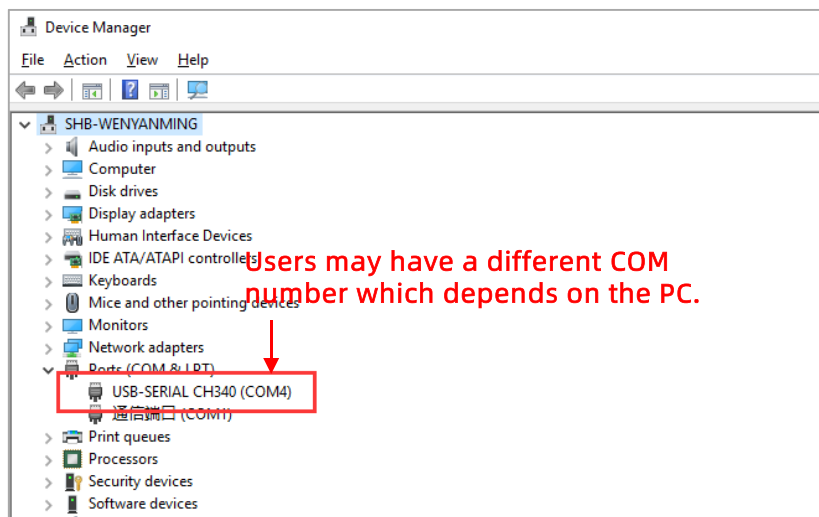 Device Manager
File Action View Help
SHB-WENYANMING
Audio inputs and outputs
Computer
Disk drives
Display adapters
Human Interface Devices
IDE ATA/ATAPI controllers
Users may have a different COM
number which depends on the PC.
Keyboards
Mice and other pointing devices
Monitors
Network adapters
Ports (COM & LPT)
USB-SERIAL CH340 (COM4)
通信端口 (COM1)
Print queues
Processors
Security devices
Software devices